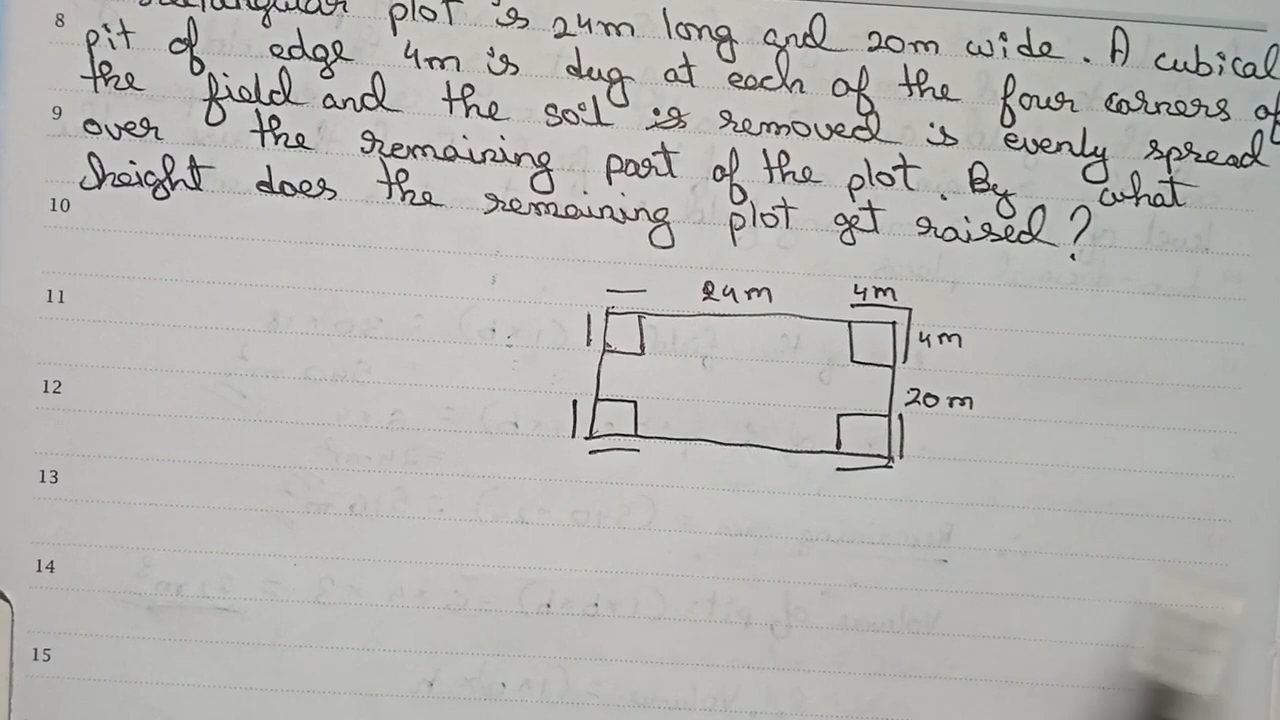 8
plot is 24m long and 20m wide. A cubical
pit of edge 4m is dug at each of the four corners of
the field and the soil is removed is evenly spread
9
over the remaining part of the plot. By what
height does the remaining plot get raised?
10
11
24m 4m
4m
12
20m
13
14
15